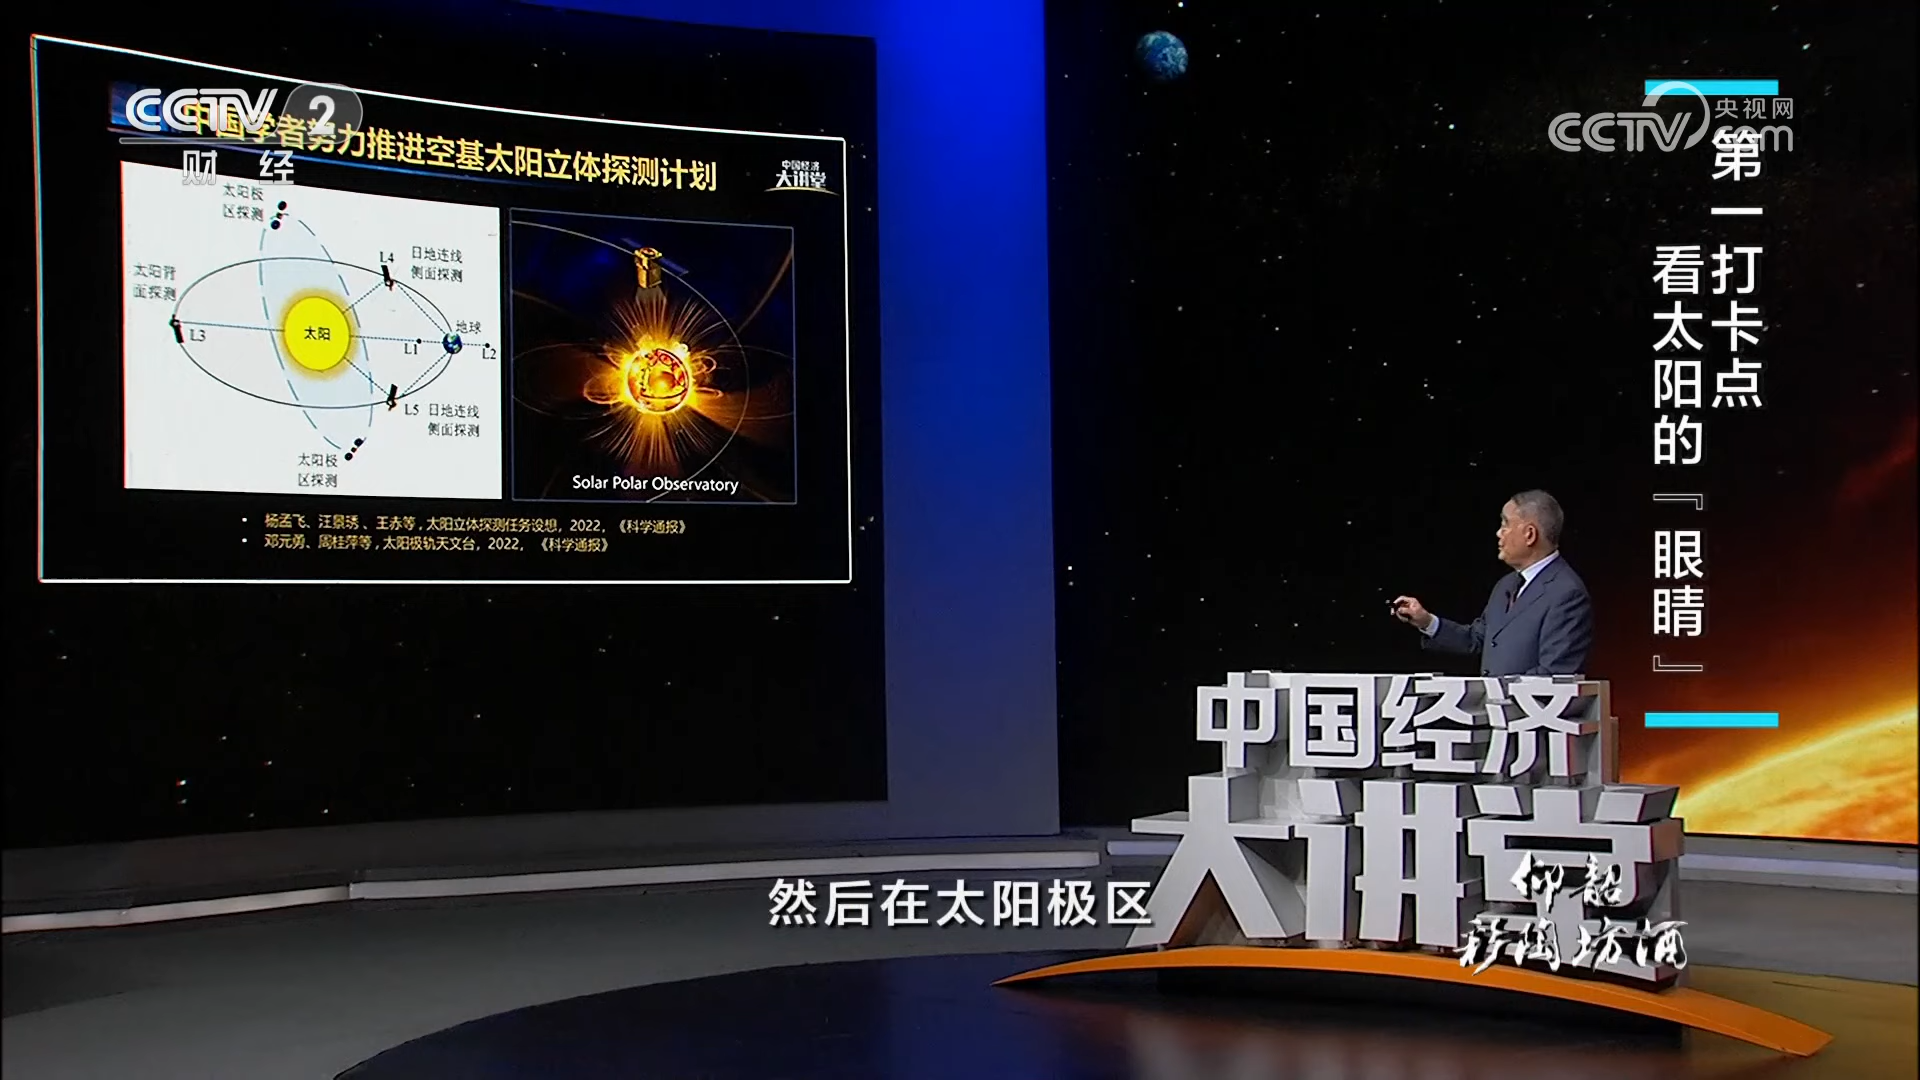 CCTV 2
财经
中国学者努力推进空基太阳立体探测计划
中国经济
大讲堂
太阳极
区探测
太阳背
面探测
L4
日地连线
侧面探测
太阳
地球
L3
L1
L2
L5 日地连线
侧面探测
太阳极
区探测
Solar Polar Observatory
• 杨孟飞、汪景琇、王赤等,太阳立体探测任务设想,2022,《科学通报》
• 邓元勇、周桂萍等,太阳极轨天文台,2022,《科学通报》
CCTV 央视网
com
第一打卡点
看太阳的『眼睛』
中国经济
大讲堂
仰韶
彩陶坊酒
然后在太阳极区